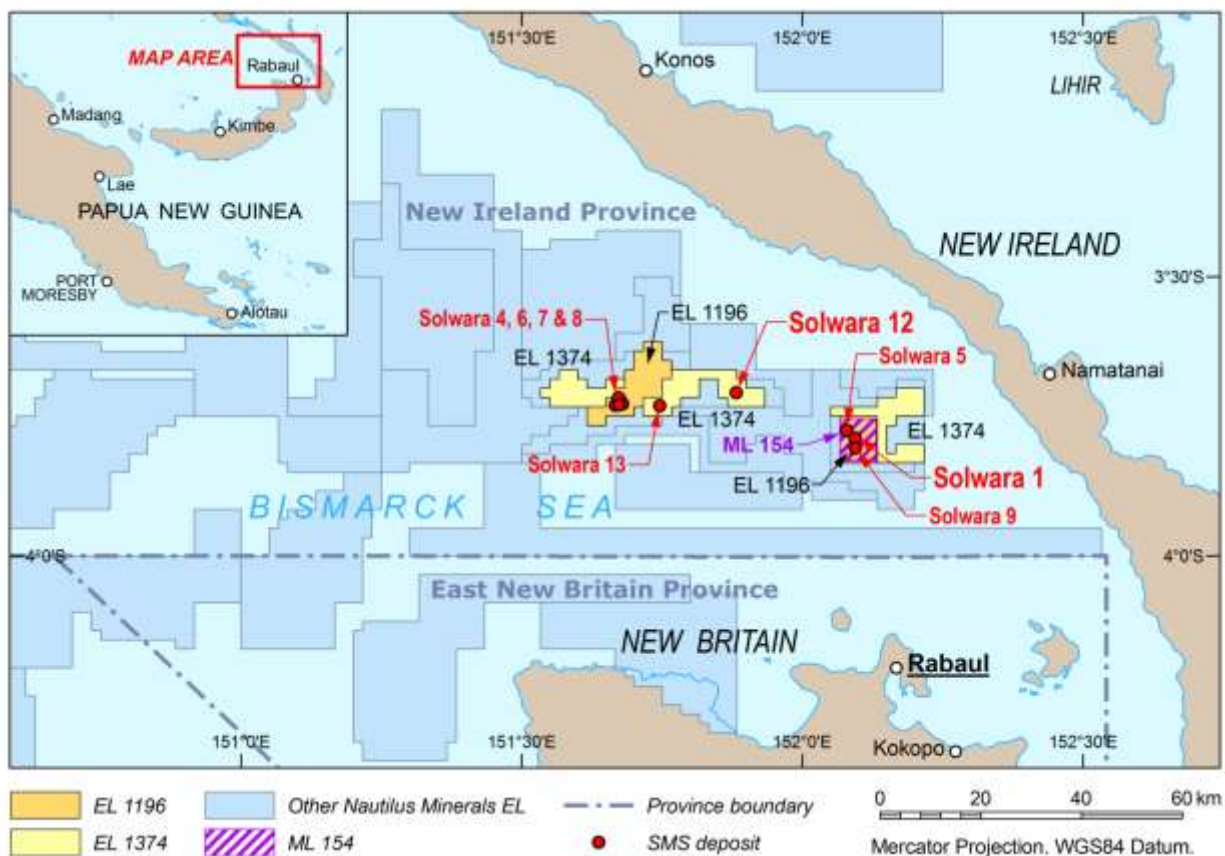 151°30'E
152°0'E
152°30'E
MAP AREA
Rabaul
Madang
Kimbe
Lae
PAPUA NEW GUINEA
PORT
MORESBY
Alotau
Konos
LIHIR
New Ireland Province
NEW IRELAND
3°30'S
EL 1196
Solwara 4, 6, 7 & 8
Solwara 12
EL 1374
Solwara 5
Namatanai
EL 1374
EL 1374
ML 154
Solwara 13
EL 1196
Solwara 1
Solwara 9
BISMARCK SEA
4°0'S
4°0'S
East New Britain Province
NEW BRITAIN
Rabaul
Kokopo
151°0'E
151°30'E
152°0'E
152°30'E
EL 1196
Other Nautilus Minerals EL
Province boundary
0 20 40 60 km
EL 1374
ML 154
SMS deposit
Mercator Projection. WGS84 Datum.